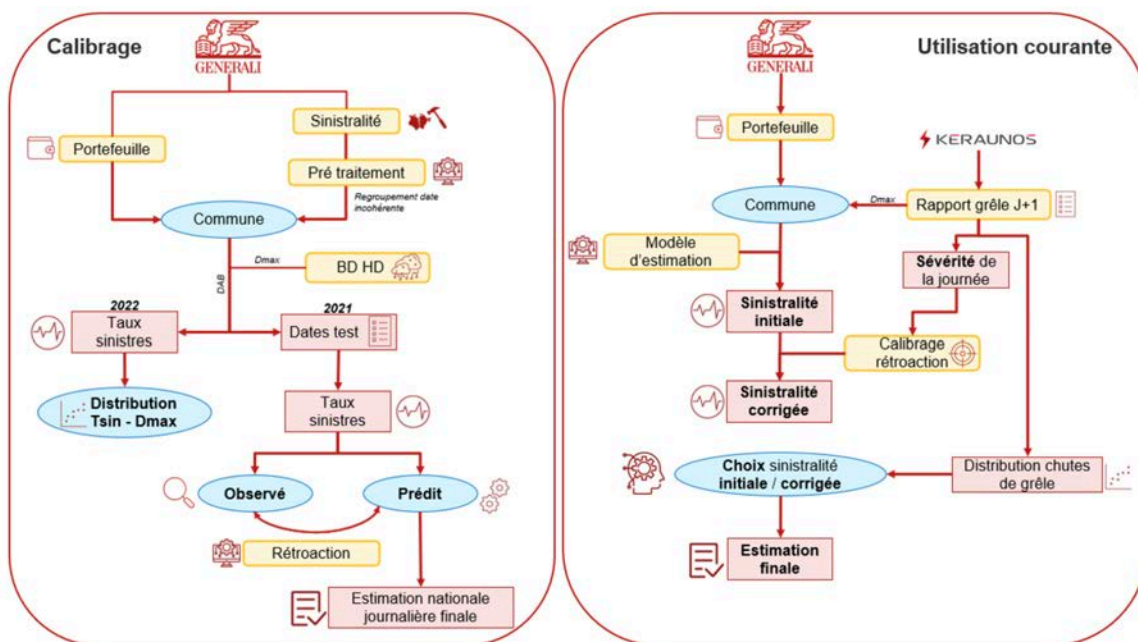 Calibrage
GENERALI
Portefeuille
Sinistralité
Pré traitement
Regroupement date
incohérente
Commune
DAB
Dmax
BD HD
2022
Taux
sinistres
2021
Dates test
Distribution
Tsin - Dmax
Taux
sinistres
Observé
Prédit
Rétroaction
Estimation nationale
journalière finale
Utilisation courante
GENERALI
Portefeuille
KERAUNOS
Commune
Dmax
Rapport grêle J+1
Modèle
d'estimation
Sévérité de
la journée
Sinistralité
initiale
Calibrage
rétroaction
Sinistralité
corrigée
Choix sinistralité
initiale / corrigée
Distribution chutes
de grêle
Estimation
finale